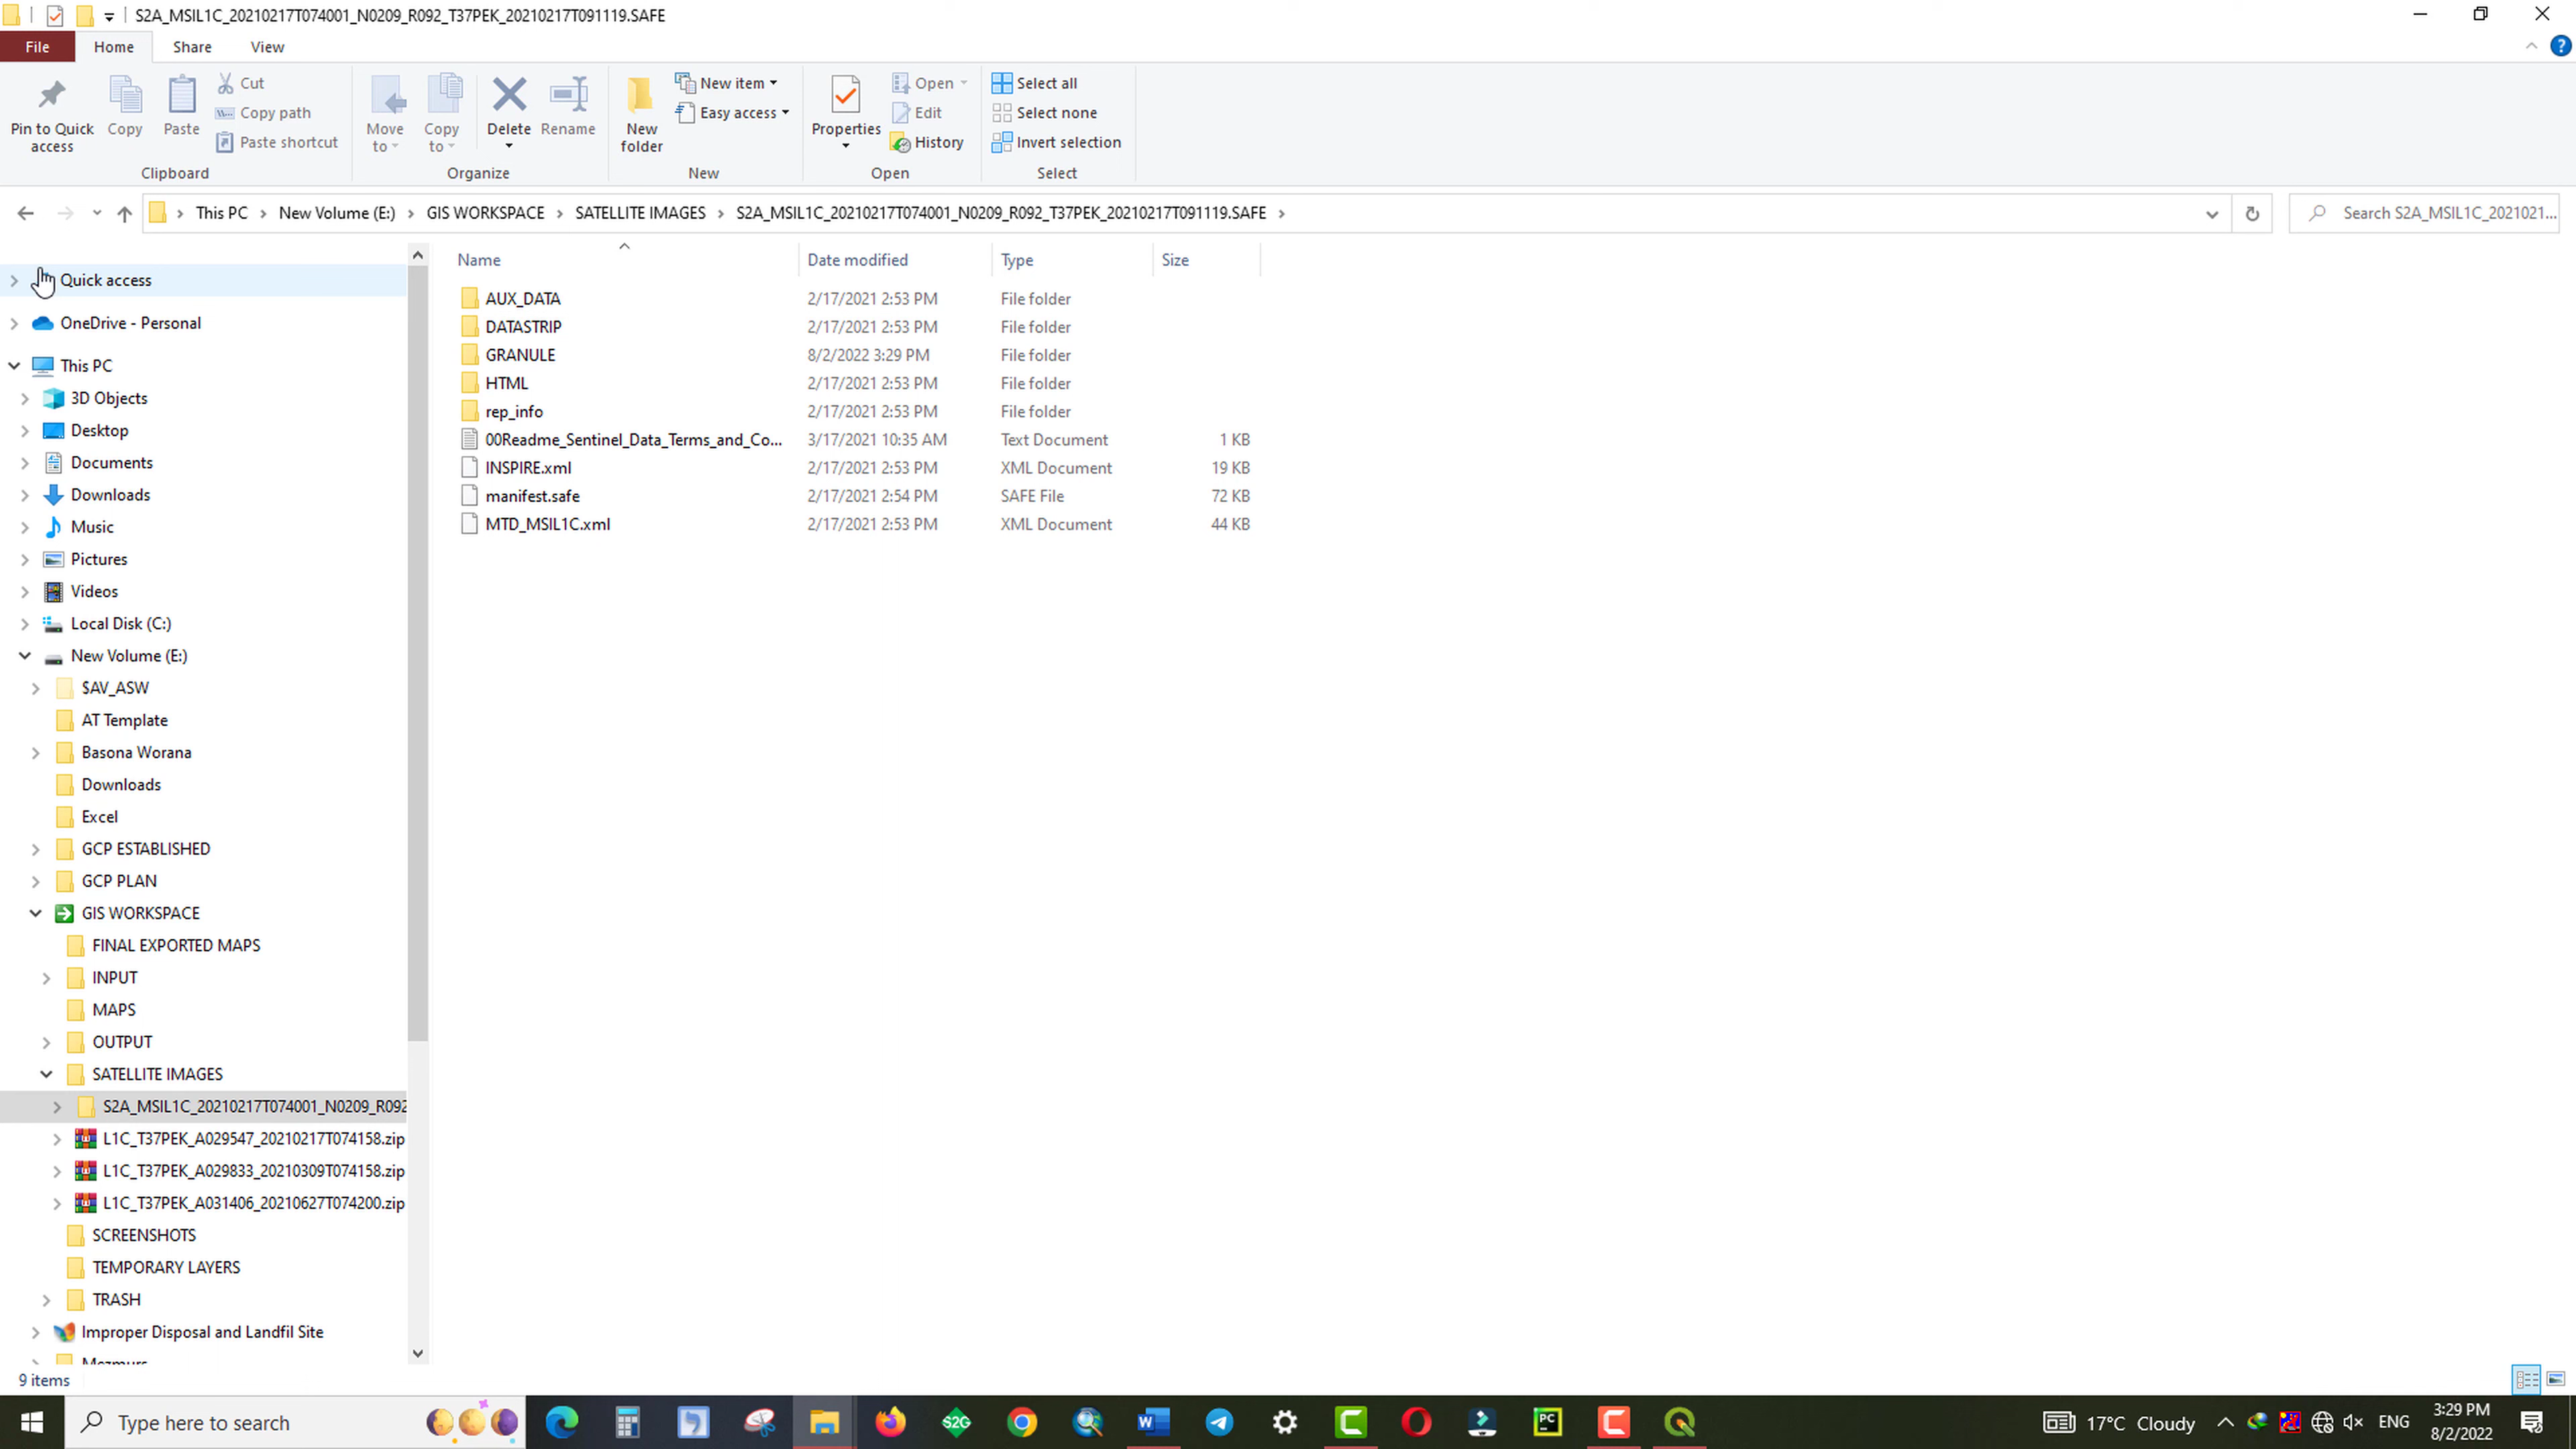 S2A_MSIL1C_20210217T074001_N0209_R092_T37PEK_20210217T091119.SAFE
File Home Share View
Pin to Quick access
Copy
Paste
Cut
Copy path
Paste shortcut
Clipboard
Move to
Copy to
Delete
Rename
Organize
New folder
New item
Easy access
New
Properties
Open
Edit
History
Open
Select all
Select none
Invert selection
Select
This PC New Volume (E:) GIS WORKSPACE SATELLITE IMAGES S2A_MSIL1C_20210217T074001_N0209_R092_T37PEK_20210217T091119.SAFE
Search S2A_MSIL1C_2021021...
Quick access
OneDrive - Personal
This PC
3D Objects
Desktop
Documents
Downloads
Music
Pictures
Videos
Local Disk (C:)
New Volume (E:)
$AV_ASW
AT Template
Basona Worana
Downloads
Excel
GCP ESTABLISHED
GCP PLAN
GIS WORKSPACE
FINAL EXPORTED MAPS
INPUT
MAPS
OUTPUT
SATELLITE IMAGES
S2A_MSIL1C_20210217T074001_N0209_R092
L1C_T37PEK_A029547_20210217T074158.zip
L1C_T37PEK_A029833_20210309T074158.zip
L1C_T37PEK_A031406_20210627T074200.zip
SCREENSHOTS
TEMPORARY LAYERS
TRASH
Improper Disposal and Landfil Site
Name Date modified Type Size
AUX_DATA 2/17/2021 2:53 PM File folder
DATASTRIP 2/17/2021 2:53 PM File folder
GRANULE 8/2/2022 3:29 PM File folder
HTML 2/17/2021 2:53 PM File folder
rep_info 2/17/2021 2:53 PM File folder
00Readme_Sentinel_Data_Terms_and_Co... 3/17/2021 10:35 AM Text Document 1 KB
INSPIRE.xml 2/17/2021 2:53 PM XML Document 19 KB
manifest.safe 2/17/2021 2:54 PM SAFE File 72 KB
MTD_MSIL1C.xml 2/17/2021 2:53 PM XML Document 44 KB
9 items
Type here to search
S2G
W
PC
17°C Cloudy
ENG
3:29 PM
8/2/2022